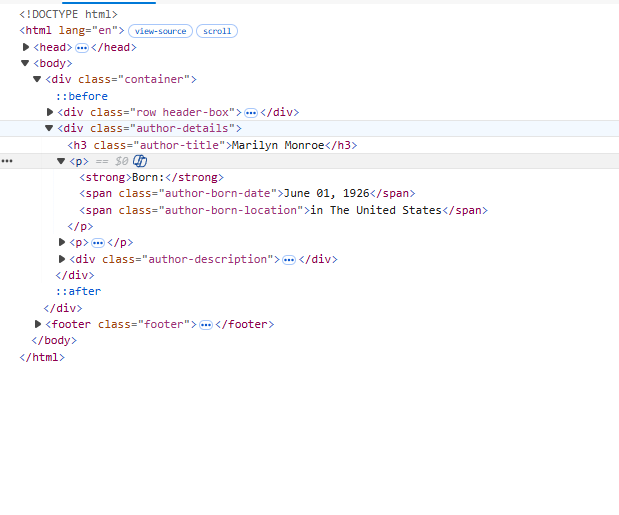 <!DOCTYPE html>
<html lang="en"> view-source scroll
<head> ••• </head>
<body>
<div class="container">
::before
<div class="row header-box"> ••• </div>
<div class="author-details">
<h3 class="author-title">Marilyn Monroe</h3>
••• <p> == $0
<strong>Born:</strong>
<span class="author-born-date">June 01, 1926</span>
<span class="author-born-location">in The United States</span>
</p>
<p> ••• </p>
<div class="author-description"> ••• </div>
</div>
::after
</div>
<footer class="footer"> ••• </footer>
</body>
</html>